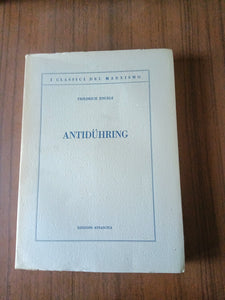 I CLASSICI DEL MARXISMO
FRIEDRICH ENGELS
ANTIDÜHRING
EDIZIONI RINASCITA